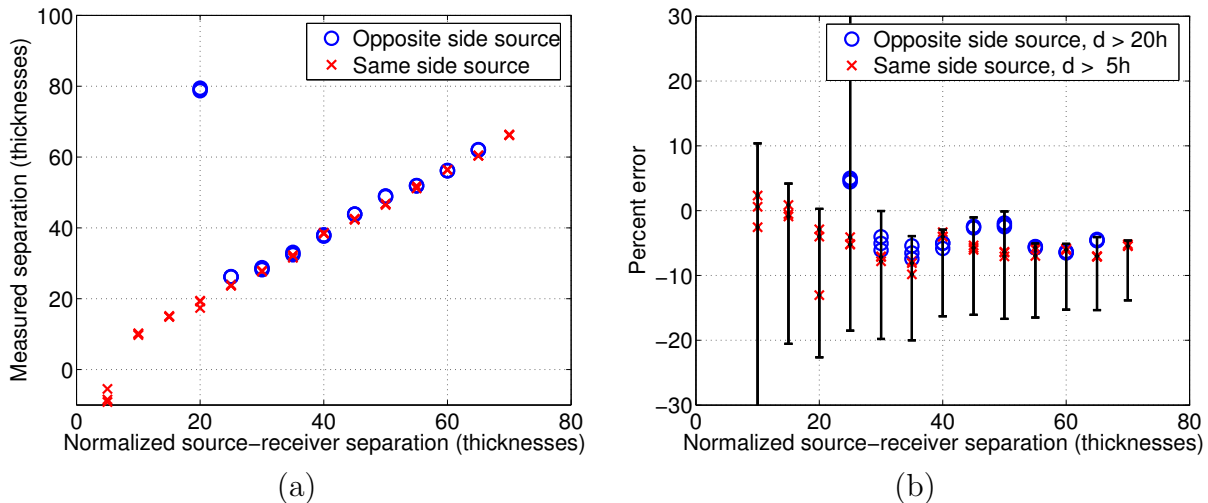 100
80
60
40
20
0
0
20
40
60
80
Measured separation (thicknesses)
Normalized source−receiver separation (thicknesses)
Opposite side source
Same side source
(a)
30
20
10
0
−10
−20
−30
0
20
40
60
80
Percent error
Normalized source−receiver separation (thicknesses)
Opposite side source, d > 20h
Same side source, d > 5h
(b)